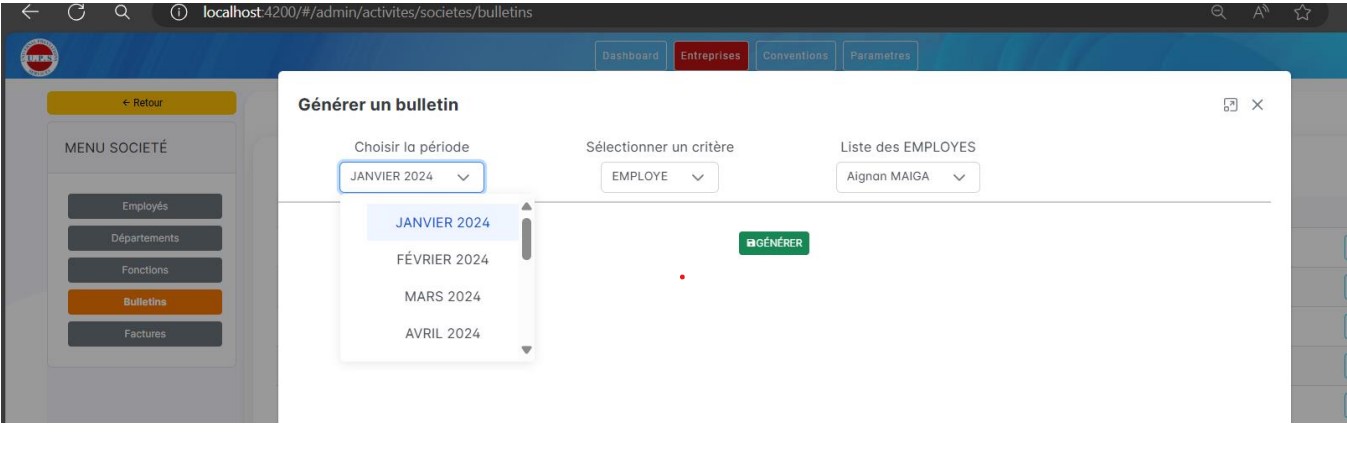 localhost:4200/#/admin/activites/societes/bulletins
U.P.S
Dashboard Entreprises Conventions Parametres
← Retour
MENU SOCIETÉ
Employés
Départements
Fonctions
Bulletins
Factures
Générer un bulletin
Choisir la période Sélectionner un critère Liste des EMPLOYES
JANVIER 2024 EMPLOYE Aignan MAIGA
JANVIER 2024
FÉVRIER 2024
MARS 2024
AVRIL 2024
GÉNÉRER